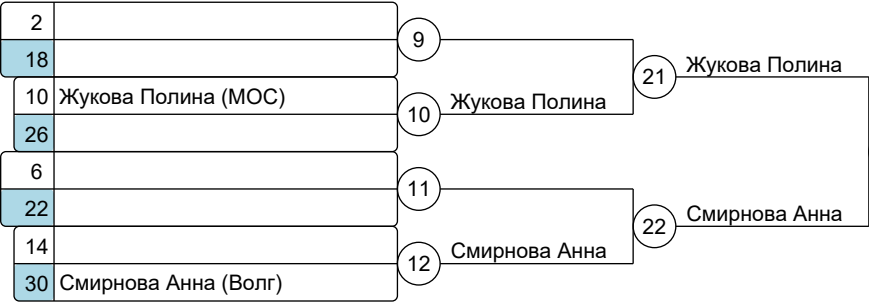 2
9
18
21 Жукова Полина
10 Жукова Полина (МОС)
10 Жукова Полина
26
6
11
22
22 Смирнова Анна
14
12 Смирнова Анна
30 Смирнова Анна (Волг)